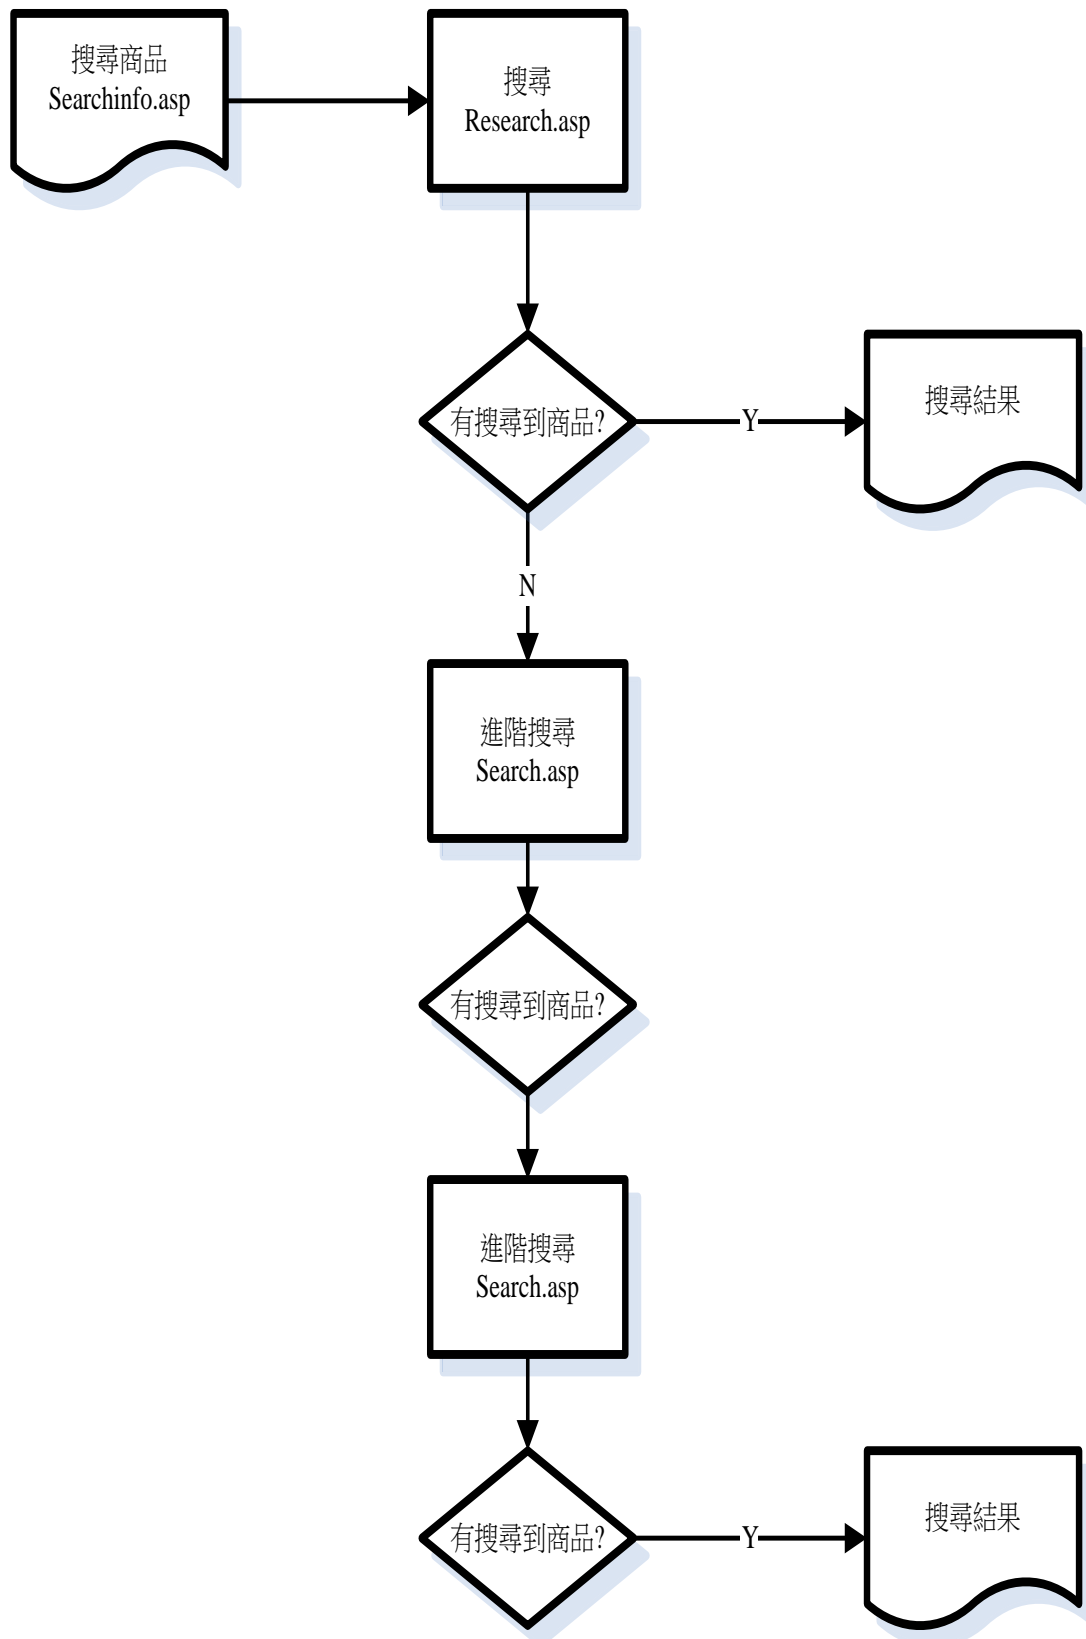 搜尋商品
Searchinfo.asp
搜尋
Research.asp
有搜尋到商品?
Y
搜尋結果
N
進階搜尋
Search.asp
有搜尋到商品?
進階搜尋
Search.asp
有搜尋到商品?
Y
搜尋結果